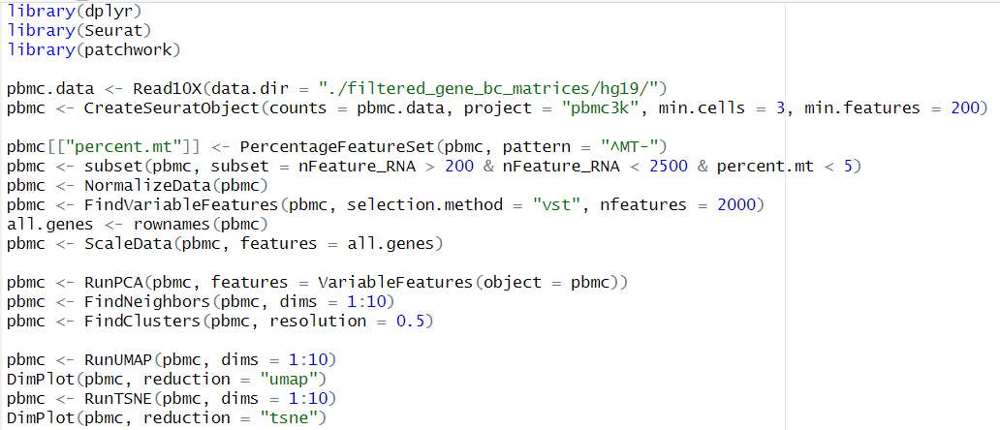 library(dplyr)
library(Seurat)
library(patchwork)
pbmc.data <- Read10X(data.dir = "./filtered_gene_bc_matrices/hg19/")
pbmc <- CreateSeuratObject(counts = pbmc.data, project = "pbmc3k", min.cells = 3, min.features = 200)
pbmc[["percent.mt"]] <- PercentageFeatureSet(pbmc, pattern = "^MT-")
pbmc <- subset(pbmc, subset = nFeature_RNA > 200 & nFeature_RNA < 2500 & percent.mt < 5)
pbmc <- NormalizeData(pbmc)
pbmc <- FindVariableFeatures(pbmc, selection.method = "vst", nfeatures = 2000)
all.genes <- rownames(pbmc)
pbmc <- ScaleData(pbmc, features = all.genes)
pbmc <- RunPCA(pbmc, features = VariableFeatures(object = pbmc))
pbmc <- FindNeighbors(pbmc, dims = 1:10)
pbmc <- FindClusters(pbmc, resolution = 0.5)
pbmc <- RunUMAP(pbmc, dims = 1:10)
DimPlot(pbmc, reduction = "umap")
pbmc <- RunTSNE(pbmc, dims = 1:10)
DimPlot(pbmc, reduction = "tsne")